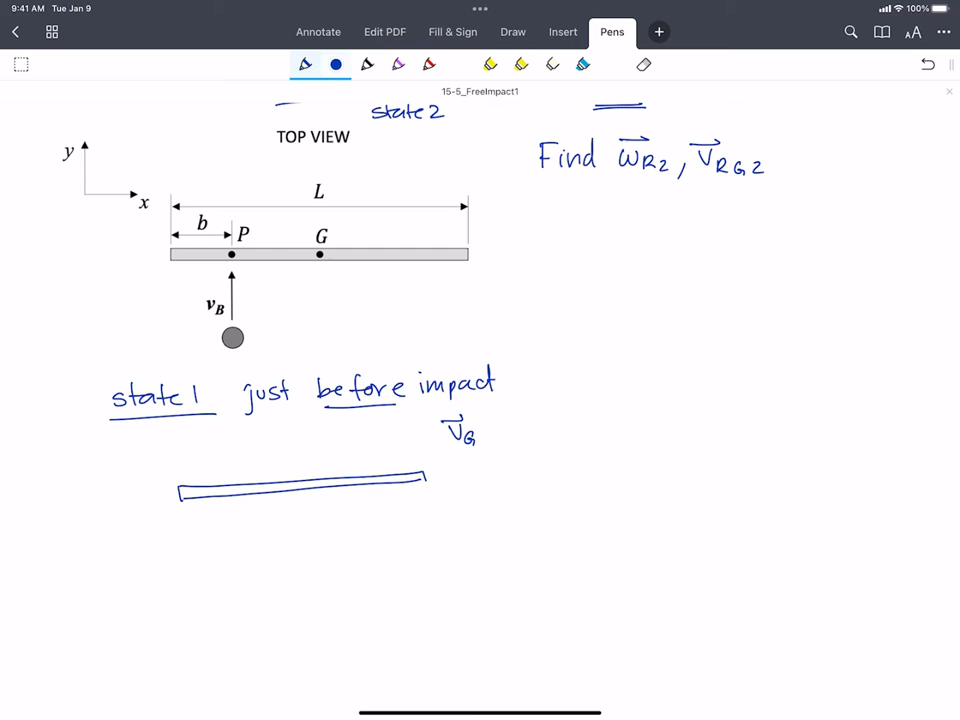 9:41 AM Tue Jan 9
100%
Annotate Edit PDF Fill & Sign Draw Insert Pens
AA
15-5_FreeImpact1
state 2
TOP VIEW
Find ω⃗R2, v⃗RG2
y
x
L
b
P
G
vB
state 1 just before impact
v⃗G